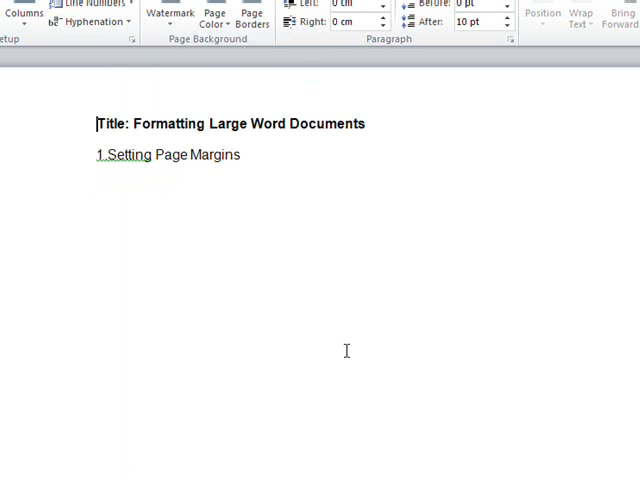 Line Numbers
Left: 0 cm
Before: 0 pt
Columns
Hyphenation
Watermark
Page Color
Page Borders
Right: 0 cm
After: 10 pt
Position
Wrap Text
Bring Forward
Page Background
Paragraph
Title: Formatting Large Word Documents
1.Setting Page Margins